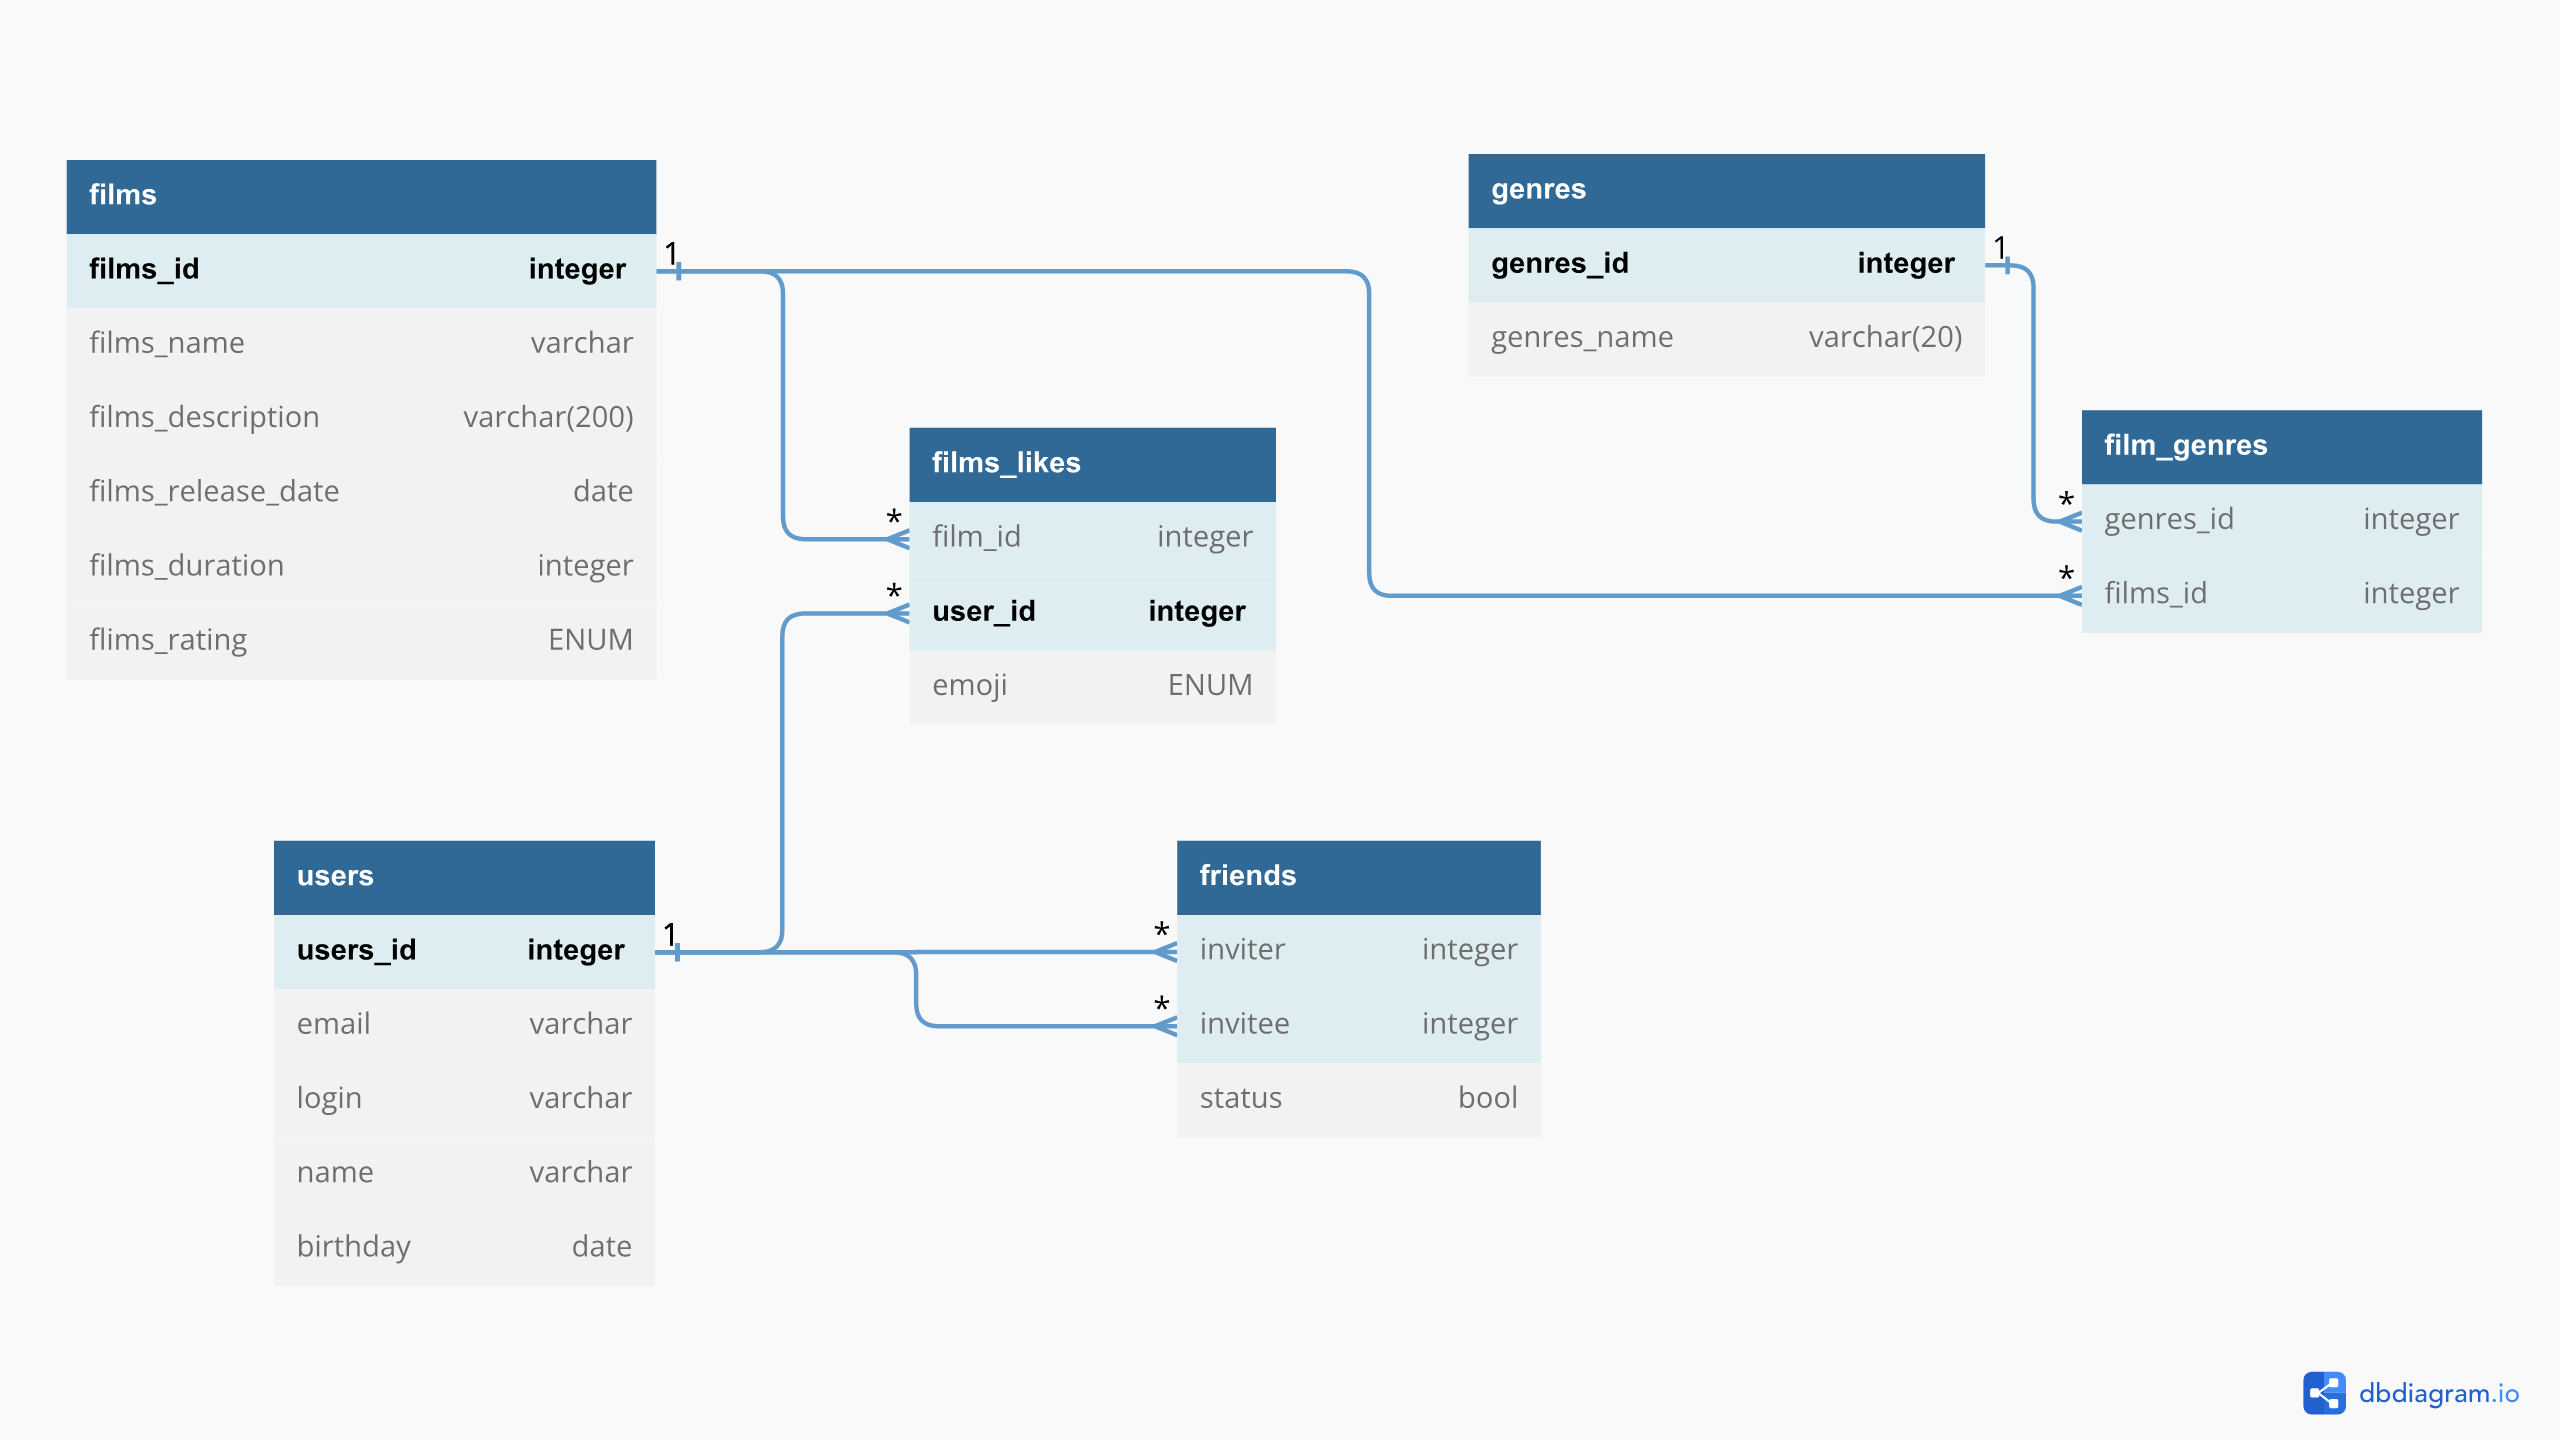 films
films_id integer
films_name varchar
films_description varchar(200)
films_release_date date
films_duration integer
flims_rating ENUM
1
genres
genres_id integer
genres_name varchar(20)
1
films_likes
* film_id integer
* user_id integer
emoji ENUM
film_genres
* genres_id integer
* films_id integer
users
users_id integer
email varchar
login varchar
name varchar
birthday date
1
friends
* inviter integer
* invitee integer
status bool
dbdiagram.io